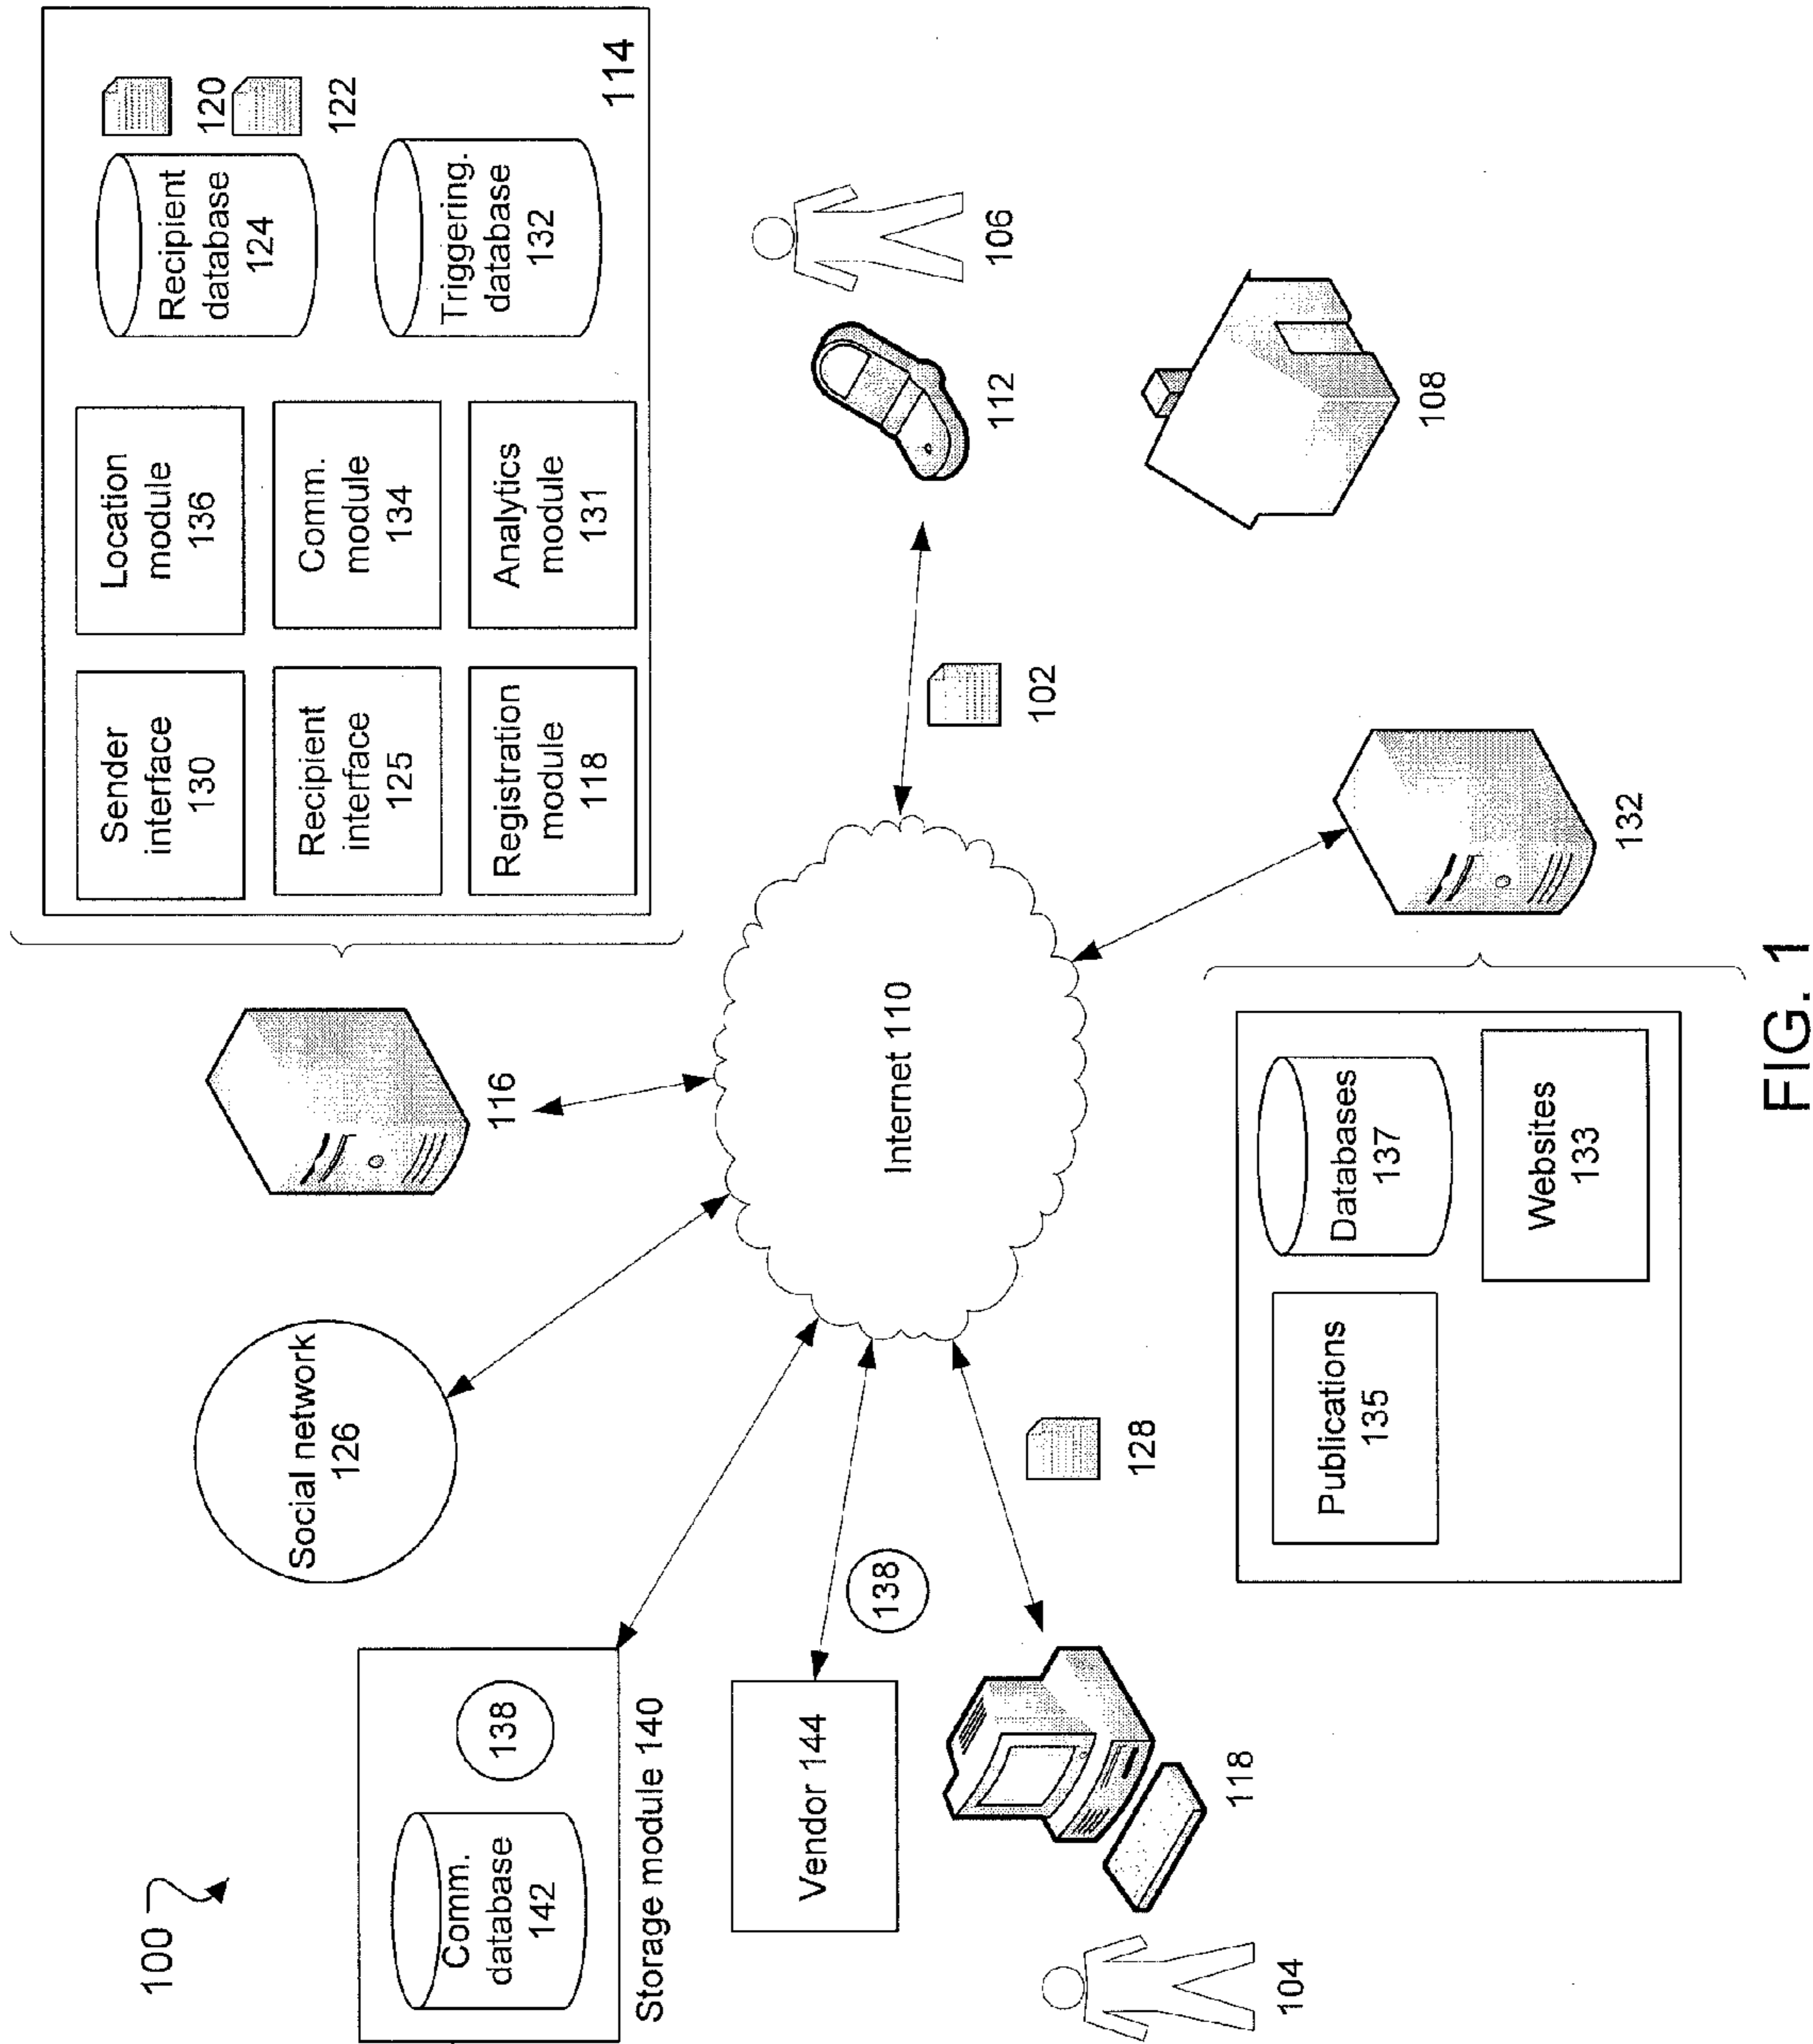 100
Comm.
database
142
138
Storage module 140
Social network
126
116
Sender
interface
130
Location
module
136
Recipient
database
124
120
122
Recipient
interface
125
Comm.
module
134
Registration
module
118
Analytics
module
131
Triggering.
database
132
114
Vendor 144
138
Internet 110
102
112
106
104
118
128
108
Publications
135
Databases
137
Websites
133
132
FIG. 1